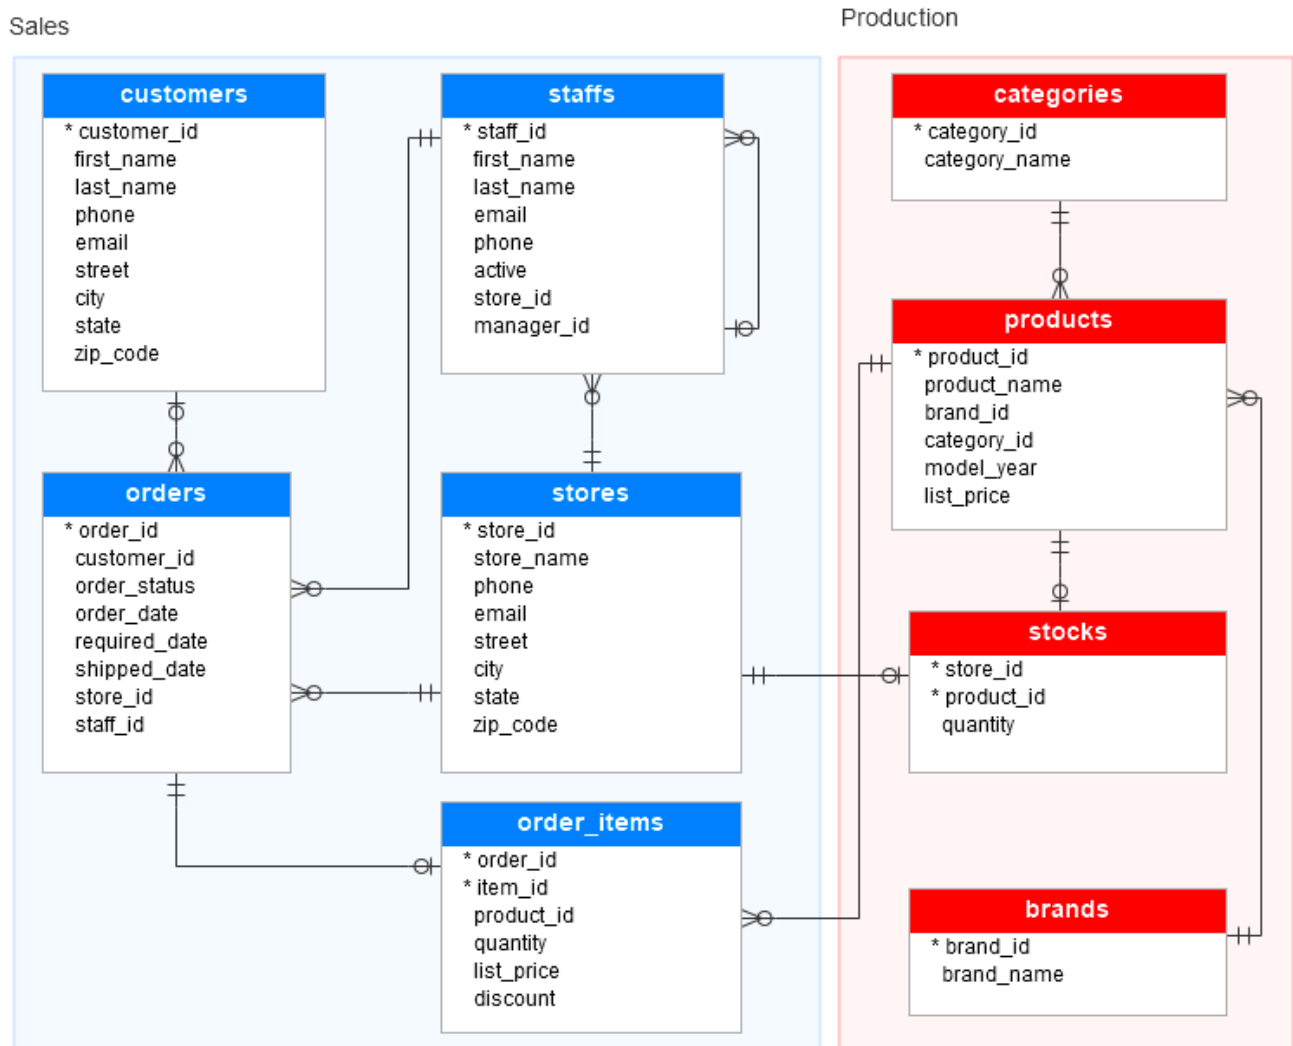 Sales
Production
customers
* customer_id
first_name
last_name
phone
email
street
city
state
zip_code
staffs
* staff_id
first_name
last_name
email
phone
active
store_id
manager_id
categories
* category_id
category_name
products
* product_id
product_name
brand_id
category_id
model_year
list_price
orders
* order_id
customer_id
order_status
order_date
required_date
shipped_date
store_id
staff_id
stores
* store_id
store_name
phone
email
street
city
state
zip_code
stocks
* store_id
* product_id
quantity
order_items
* order_id
* item_id
product_id
quantity
list_price
discount
brands
* brand_id
brand_name